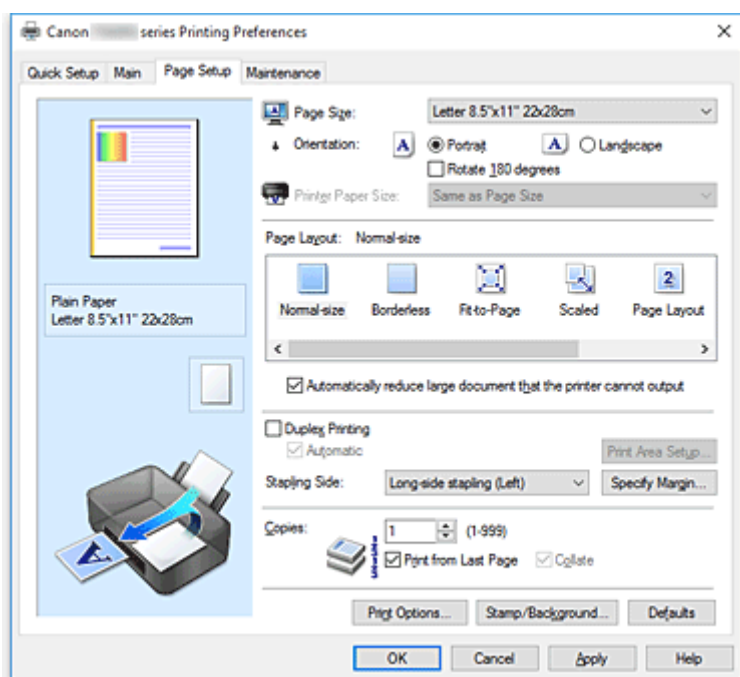 Canon series Printing Preferences
Quick Setup Main Page Setup Maintenance
Page Size: Letter 8.5"x11" 22x28cm
Orientation: A Portrait A Landscape
Rotate 180 degrees
Printer Paper Size: Same as Page Size
Page Layout: Normal-size
2
Normal-size Borderless Fit-to-Page Scaled Page Layout
Plain Paper
Letter 8.5"x11" 22x28cm
Automatically reduce large document that the printer cannot output
Duplex Printing
Automatic Print Area Setup...
Stapling Side: Long-side stapling (Left) Specify Margin...
Copies: 1 (1-999)
Print from Last Page Collate
A
Print Options... Stamp/Background... Defaults
OK Cancel Apply Help